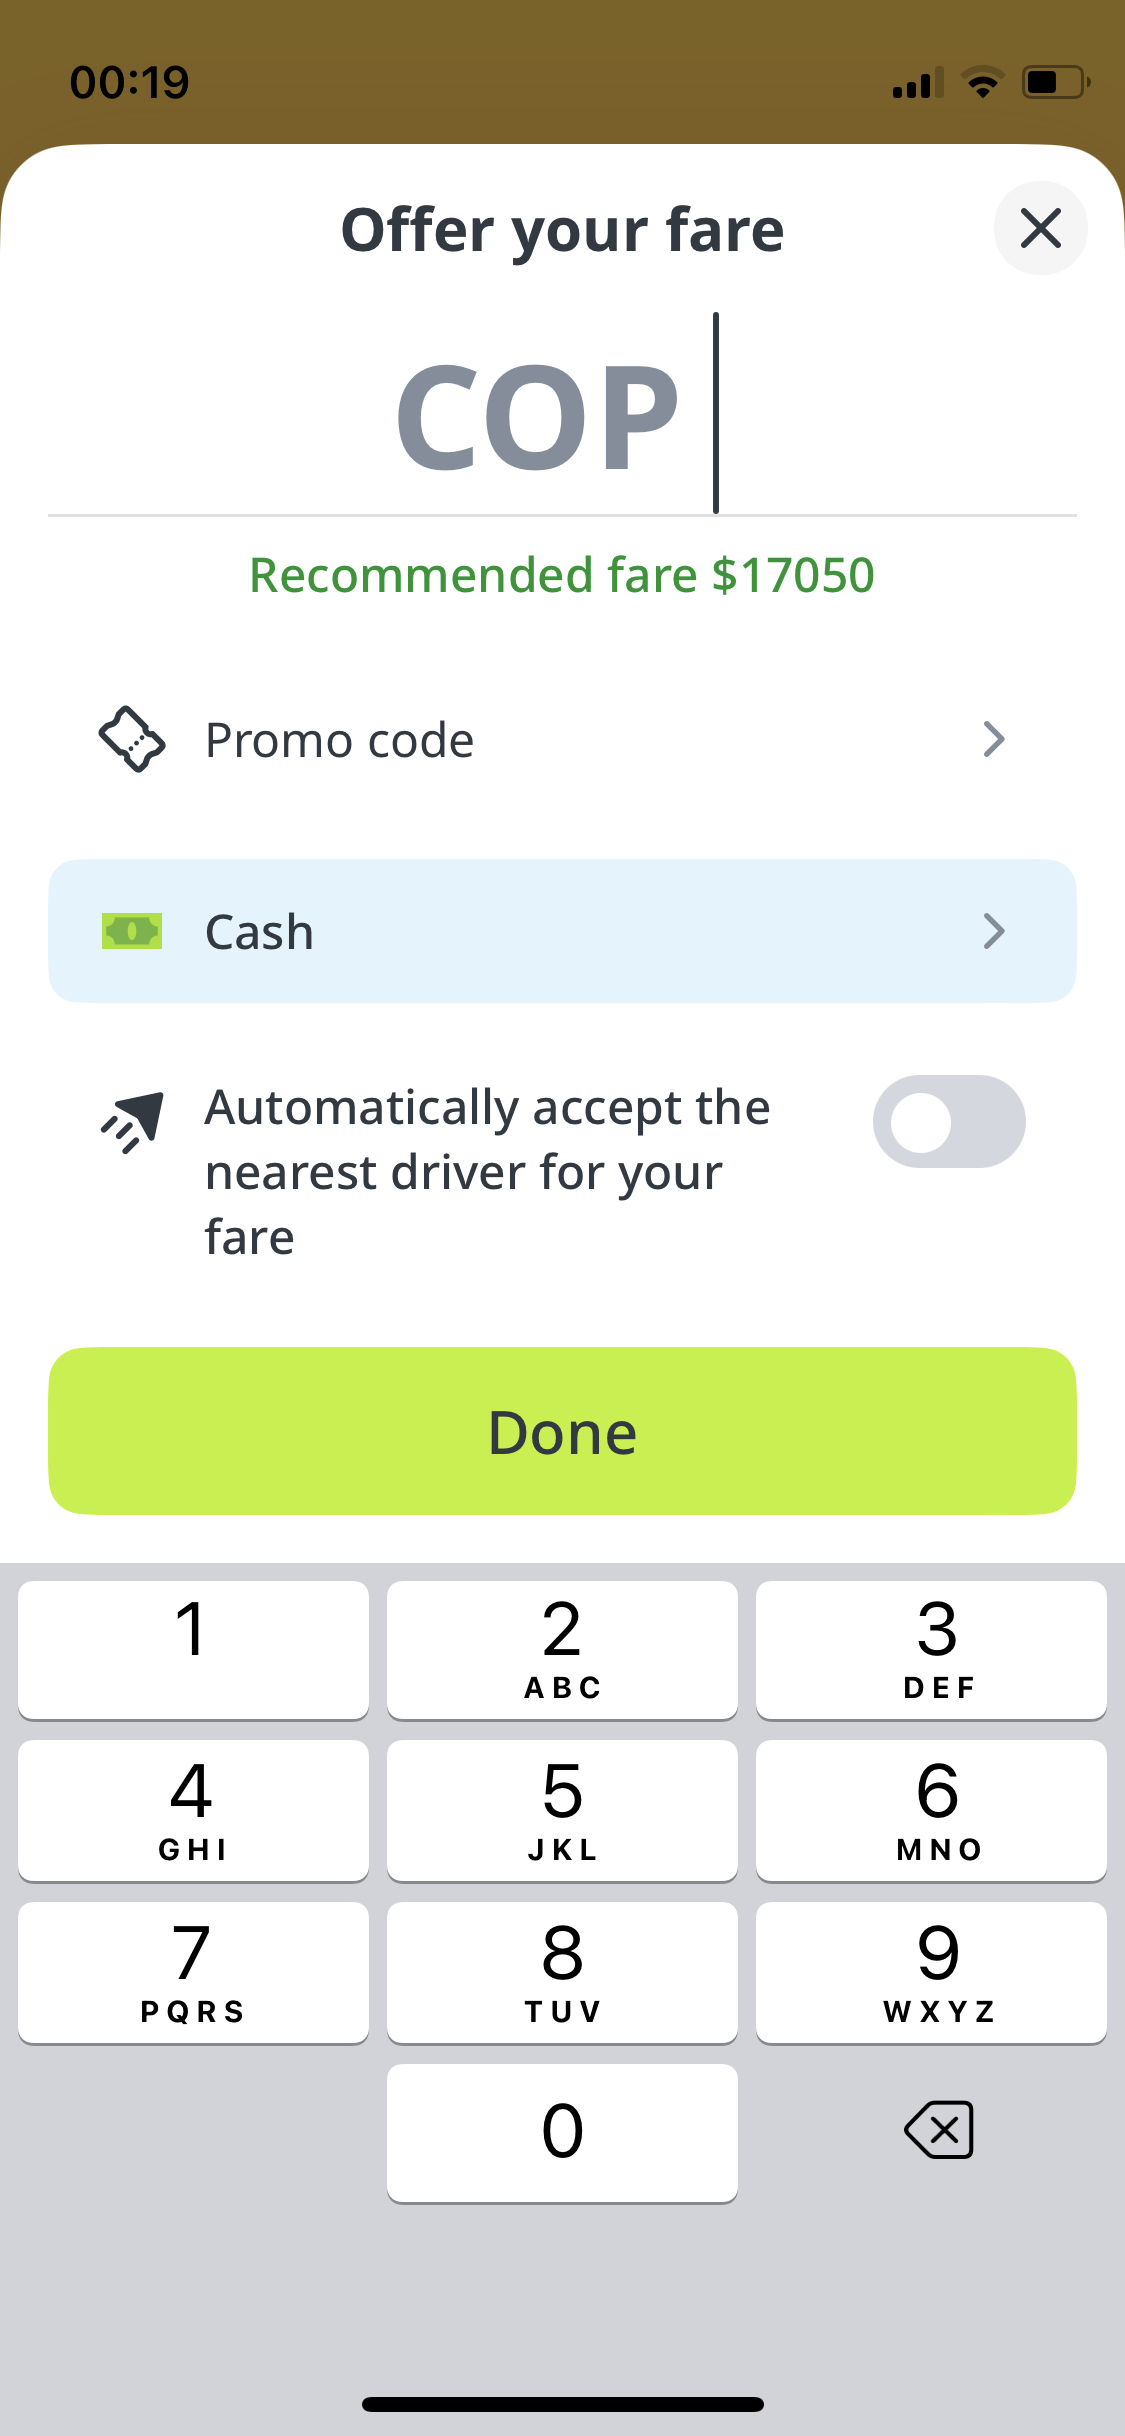 00:19
Offer your fare
COP
Recommended fare $17050
Promo code
Cash
Automatically accept the
nearest driver for your
fare
Done
1
2
ABC
3
DEF
4
GHI
5
JKL
6
MNO
7
PQRS
8
TUV
9
WXYZ
0